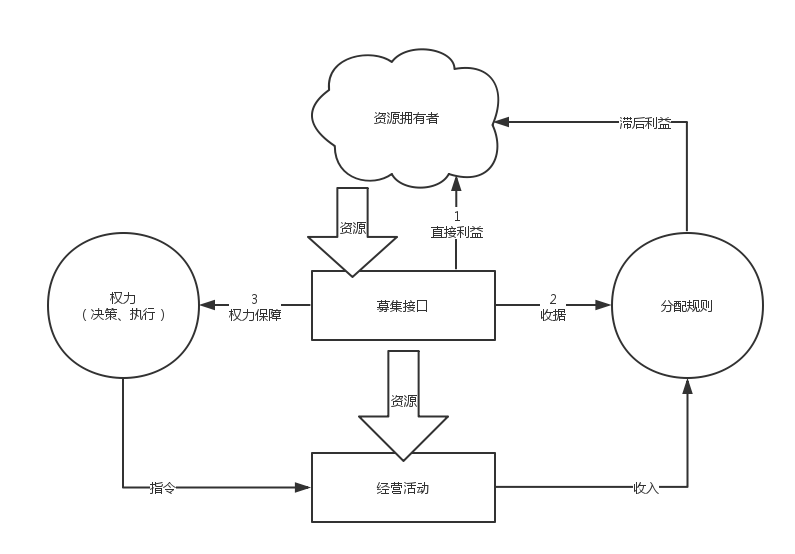 资源拥有者
滞后利益
资源
1
直接利益
权力
（决策、执行）
3
权力保障
募集接口
2
收据
分配规则
资源
指令
经营活动
收入